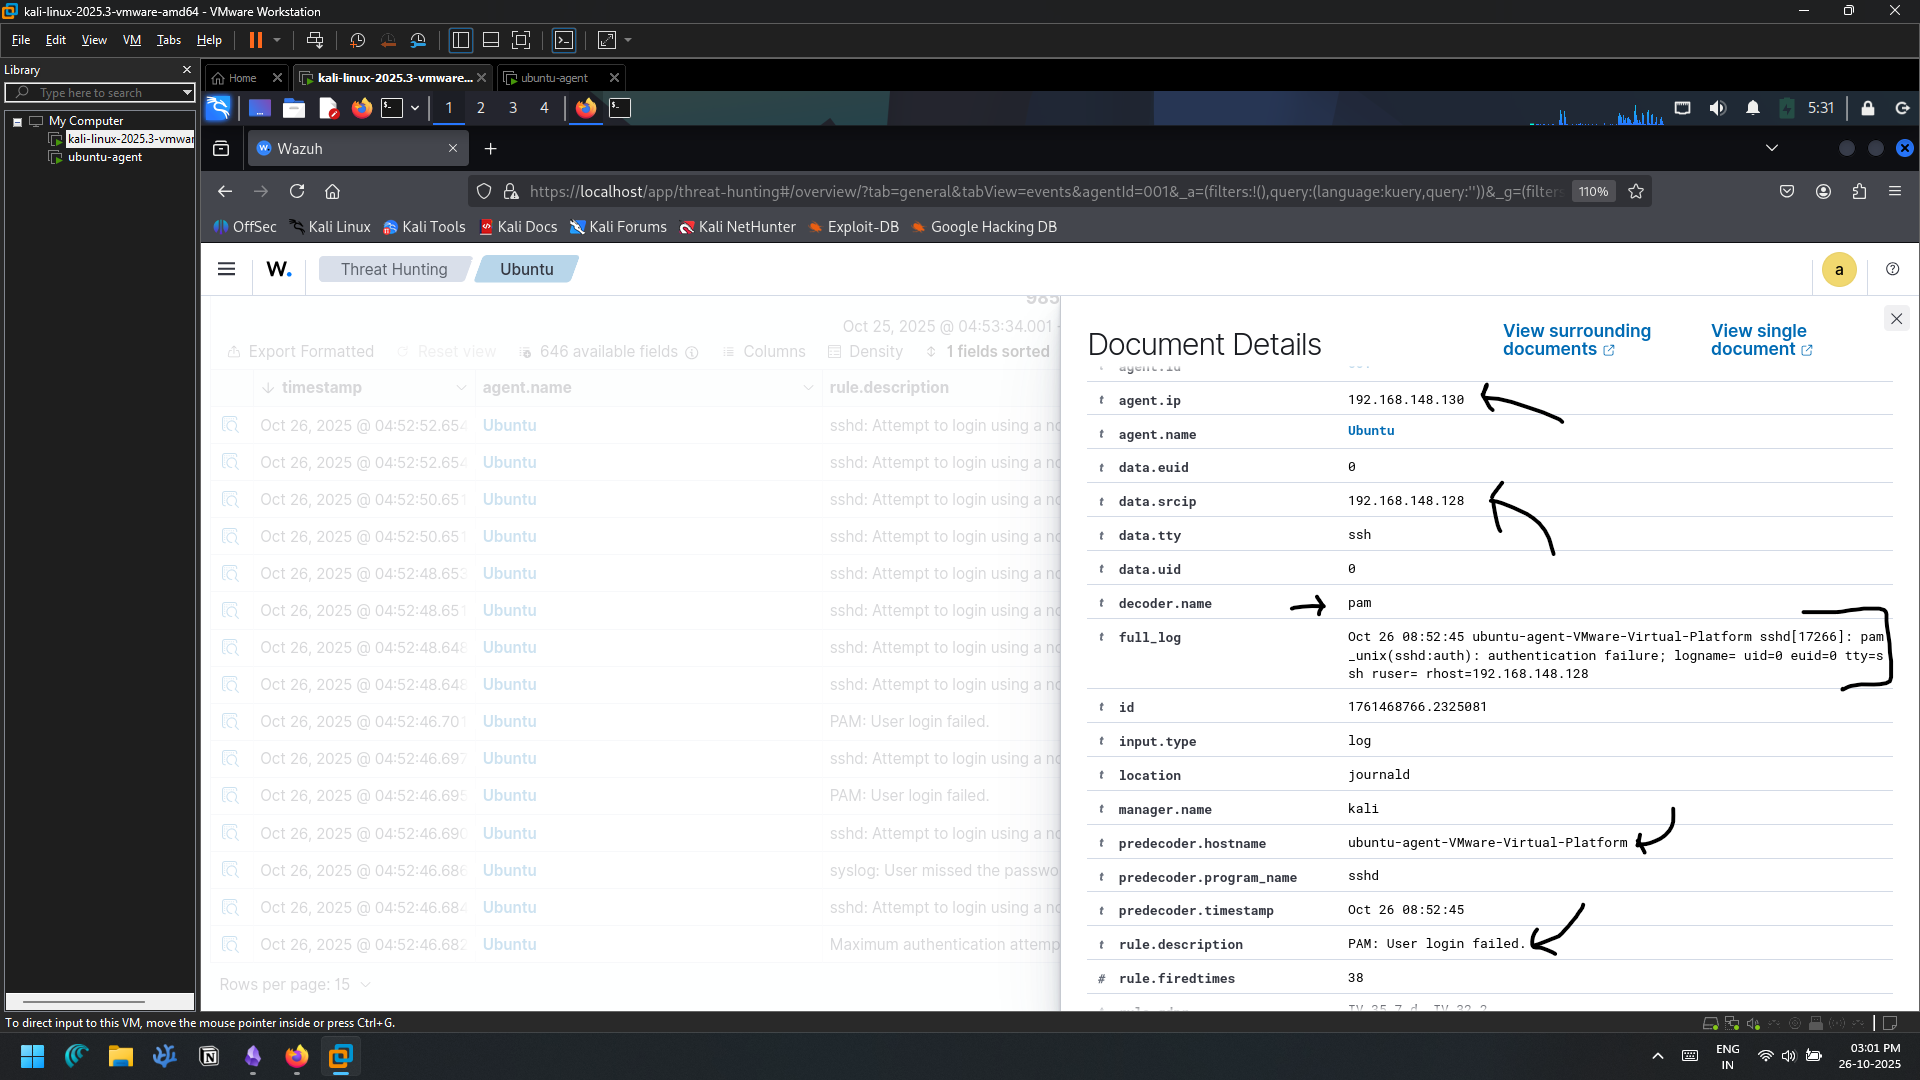 kali-linux-2025.3-vmware-amd64 - VMware Workstation
File Edit View VM Tabs Help
Library
Type here to search
My Computer
kali-linux-2025.3-vmwar
ubuntu-agent
Home kali-linux-2025.3-vmware... ubuntu-agent
1 2 3 4 5:31
Wazuh
https://localhost/app/threat-hunting#/overview/?tab=general&tabView=events&agentId=001&_a=(filters:!(),query:(language:kuery,query:''))&_g=(filters 110%
OffSec Kali Linux Kali Tools Kali Docs Kali Forums Kali NetHunter Exploit-DB Google Hacking DB
W. Threat Hunting Ubuntu a
985
Oct 25, 2025 @ 04:53:34.001 -
Export Formatted Reset view 646 available fields Columns Density 1 fields sorted
timestamp agent.name rule.description
Oct 26, 2025 @ 04:52:52.654 Ubuntu sshd: Attempt to login using a no
Oct 26, 2025 @ 04:52:52.654 Ubuntu sshd: Attempt to login using a no
Oct 26, 2025 @ 04:52:50.651 Ubuntu sshd: Attempt to login using a no
Oct 26, 2025 @ 04:52:50.651 Ubuntu sshd: Attempt to login using a no
Oct 26, 2025 @ 04:52:48.653 Ubuntu sshd: Attempt to login using a no
Oct 26, 2025 @ 04:52:48.651 Ubuntu sshd: Attempt to login using a no
Oct 26, 2025 @ 04:52:48.651 Ubuntu sshd: Attempt to login using a no
Oct 26, 2025 @ 04:52:48.648 Ubuntu sshd: Attempt to login using a no
Oct 26, 2025 @ 04:52:46.701 Ubuntu PAM: User login failed.
Oct 26, 2025 @ 04:52:46.697 Ubuntu sshd: Attempt to login using a no
Oct 26, 2025 @ 04:52:46.695 Ubuntu PAM: User login failed.
Oct 26, 2025 @ 04:52:46.690 Ubuntu sshd: Attempt to login using a no
Oct 26, 2025 @ 04:52:46.686 Ubuntu syslog: User missed the passwo
Oct 26, 2025 @ 04:52:46.684 Ubuntu sshd: Attempt to login using a no
Oct 26, 2025 @ 04:52:46.682 Ubuntu Maximum authentication attemp
Rows per page: 15
Document Details
View surrounding documents
View single document
agent.id
t agent.ip 192.168.148.130
t agent.name Ubuntu
t data.euid 0
t data.srcip 192.168.148.128
t data.tty ssh
t data.uid 0
t decoder.name pam
t full_log Oct 26 08:52:45 ubuntu-agent-VMware-Virtual-Platform sshd[17266]: pam
_unix(sshd:auth): authentication failure; logname= uid=0 euid=0 tty=s
sh ruser= rhost=192.168.148.128
t id 1761468766.2325081
t input.type log
t location journald
t manager.name kali
t predecoder.hostname ubuntu-agent-VMware-Virtual-Platform
t predecoder.program_name sshd
t predecoder.timestamp Oct 26 08:52:45
t rule.description PAM: User login failed.
# rule.firedtimes 38
To direct input to this VM, move the mouse pointer inside or press Ctrl+G.
ENG
IN
03:01 PM
26-10-2025